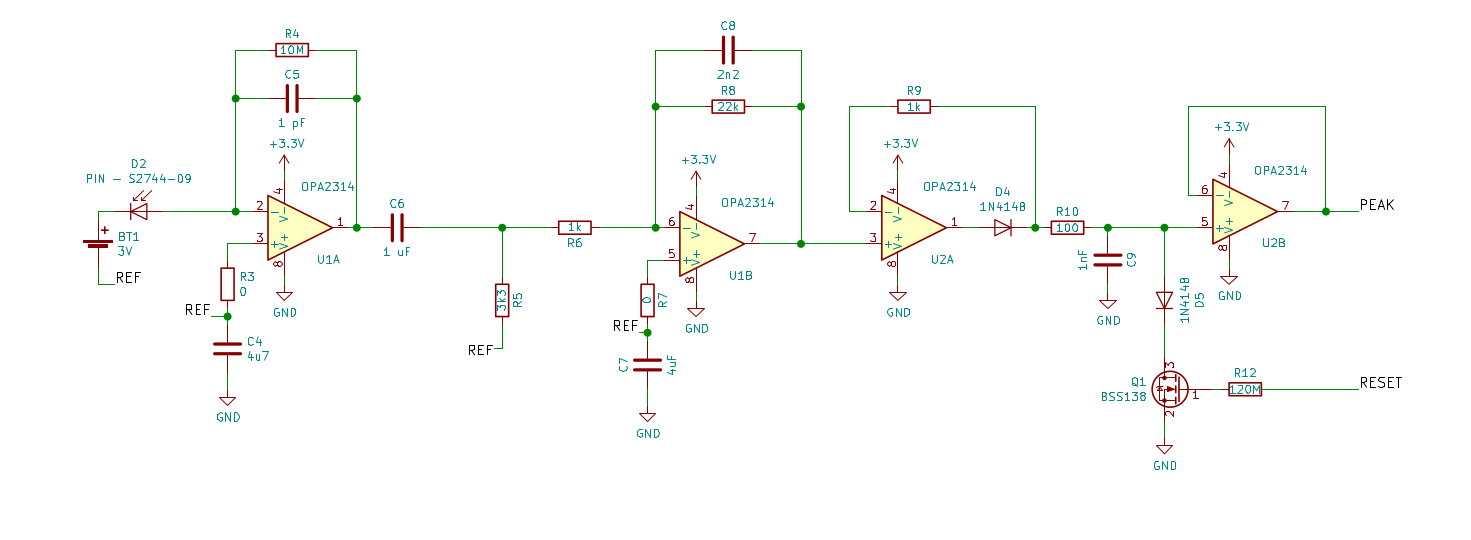 R4
10M
C5
1 pF
+3.3V
D2
PIN - S2744-09
OPA2314
4
2
-
V-
1
3
+
V+
8
U1A
GND
+
BT1
3V
REF
R3
0
REF
C4
4u7
GND
C6
1 uF
R5
3k3
REF
1k
R6
C8
2n2
R8
22k
+3.3V
OPA2314
4
6
-
V-
7
5
+
V+
8
U1B
GND
R7
0
REF
C7
4uF
GND
R9
1k
+3.3V
OPA2314
4
2
-
V-
1
3
+
V+
8
U2A
GND
D4
1N4148
R10
100
1nF
C9
GND
+3.3V
OPA2314
4
6
-
V-
7
5
+
V+
8
U2B
GND
PEAK
1N4148
D5
Q1
BSS138
3
1
2
GND
R12
120M
RESET